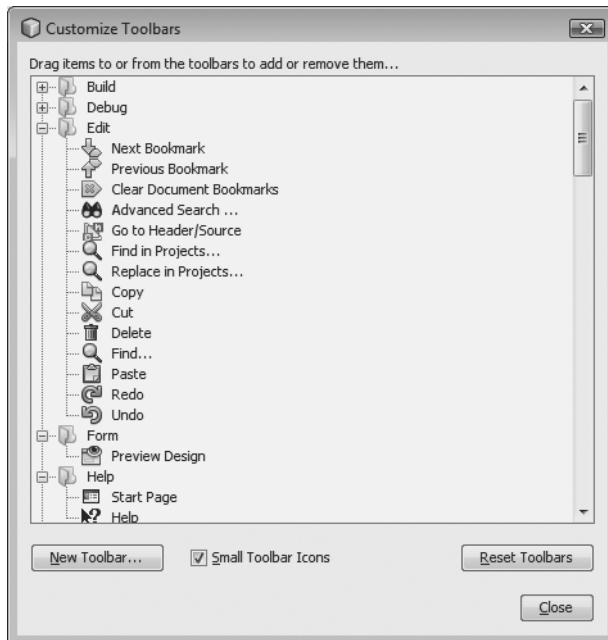 Customize Toolbars
Drag items to or from the toolbars to add or remove them...
Build
Debug
Edit
Next Bookmark
Previous Bookmark
Clear Document Bookmarks
Advanced Search ...
Go to Header/Source
Find in Projects...
Replace in Projects...
Copy
Cut
Delete
Find...
Paste
Redo
Undo
Form
Preview Design
Help
Start Page
Help
New Toolbar... Small Toolbar Icons Reset Toolbars
Close